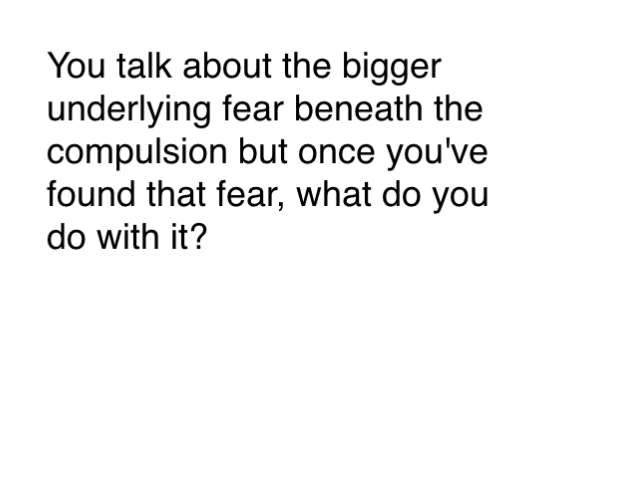 You talk about the bigger
underlying fear beneath the
compulsion but once you've
found that fear, what do you
do with it?